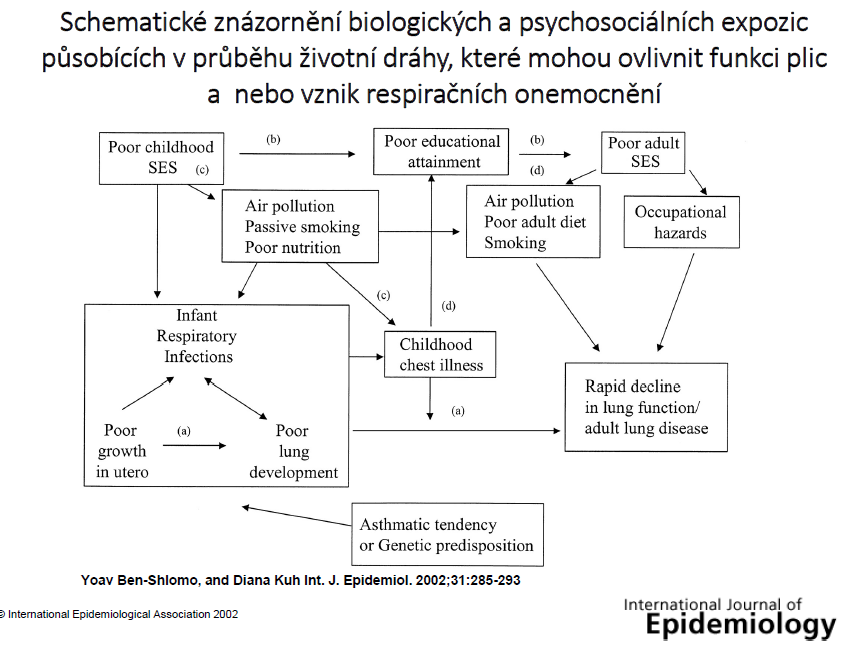 Schematické znázornění biologických a psychosociálních expozic
působících v průběhu životní dráhy, které mohou ovlivnit funkci plic
a nebo vznik respiračních onemocnění
Poor childhood
SES (c)
(b)
Poor educational
attainment
(b)
(d)
Poor adult
SES
Air pollution
Passive smoking
Poor nutrition
Air pollution
Poor adult diet
Smoking
Occupational
hazards
(c)
(d)
Infant
Respiratory
Infections
Childhood
chest illness
(a)
Rapid decline
in lung function/
adult lung disease
Poor
growth
in utero
(a)
Poor
lung
development
Asthmatic tendency
or Genetic predisposition
Yoav Ben-Shlomo, and Diana Kuh Int. J. Epidemiol. 2002;31:285-293
© International Epidemiological Association 2002
International Journal of
Epidemiology